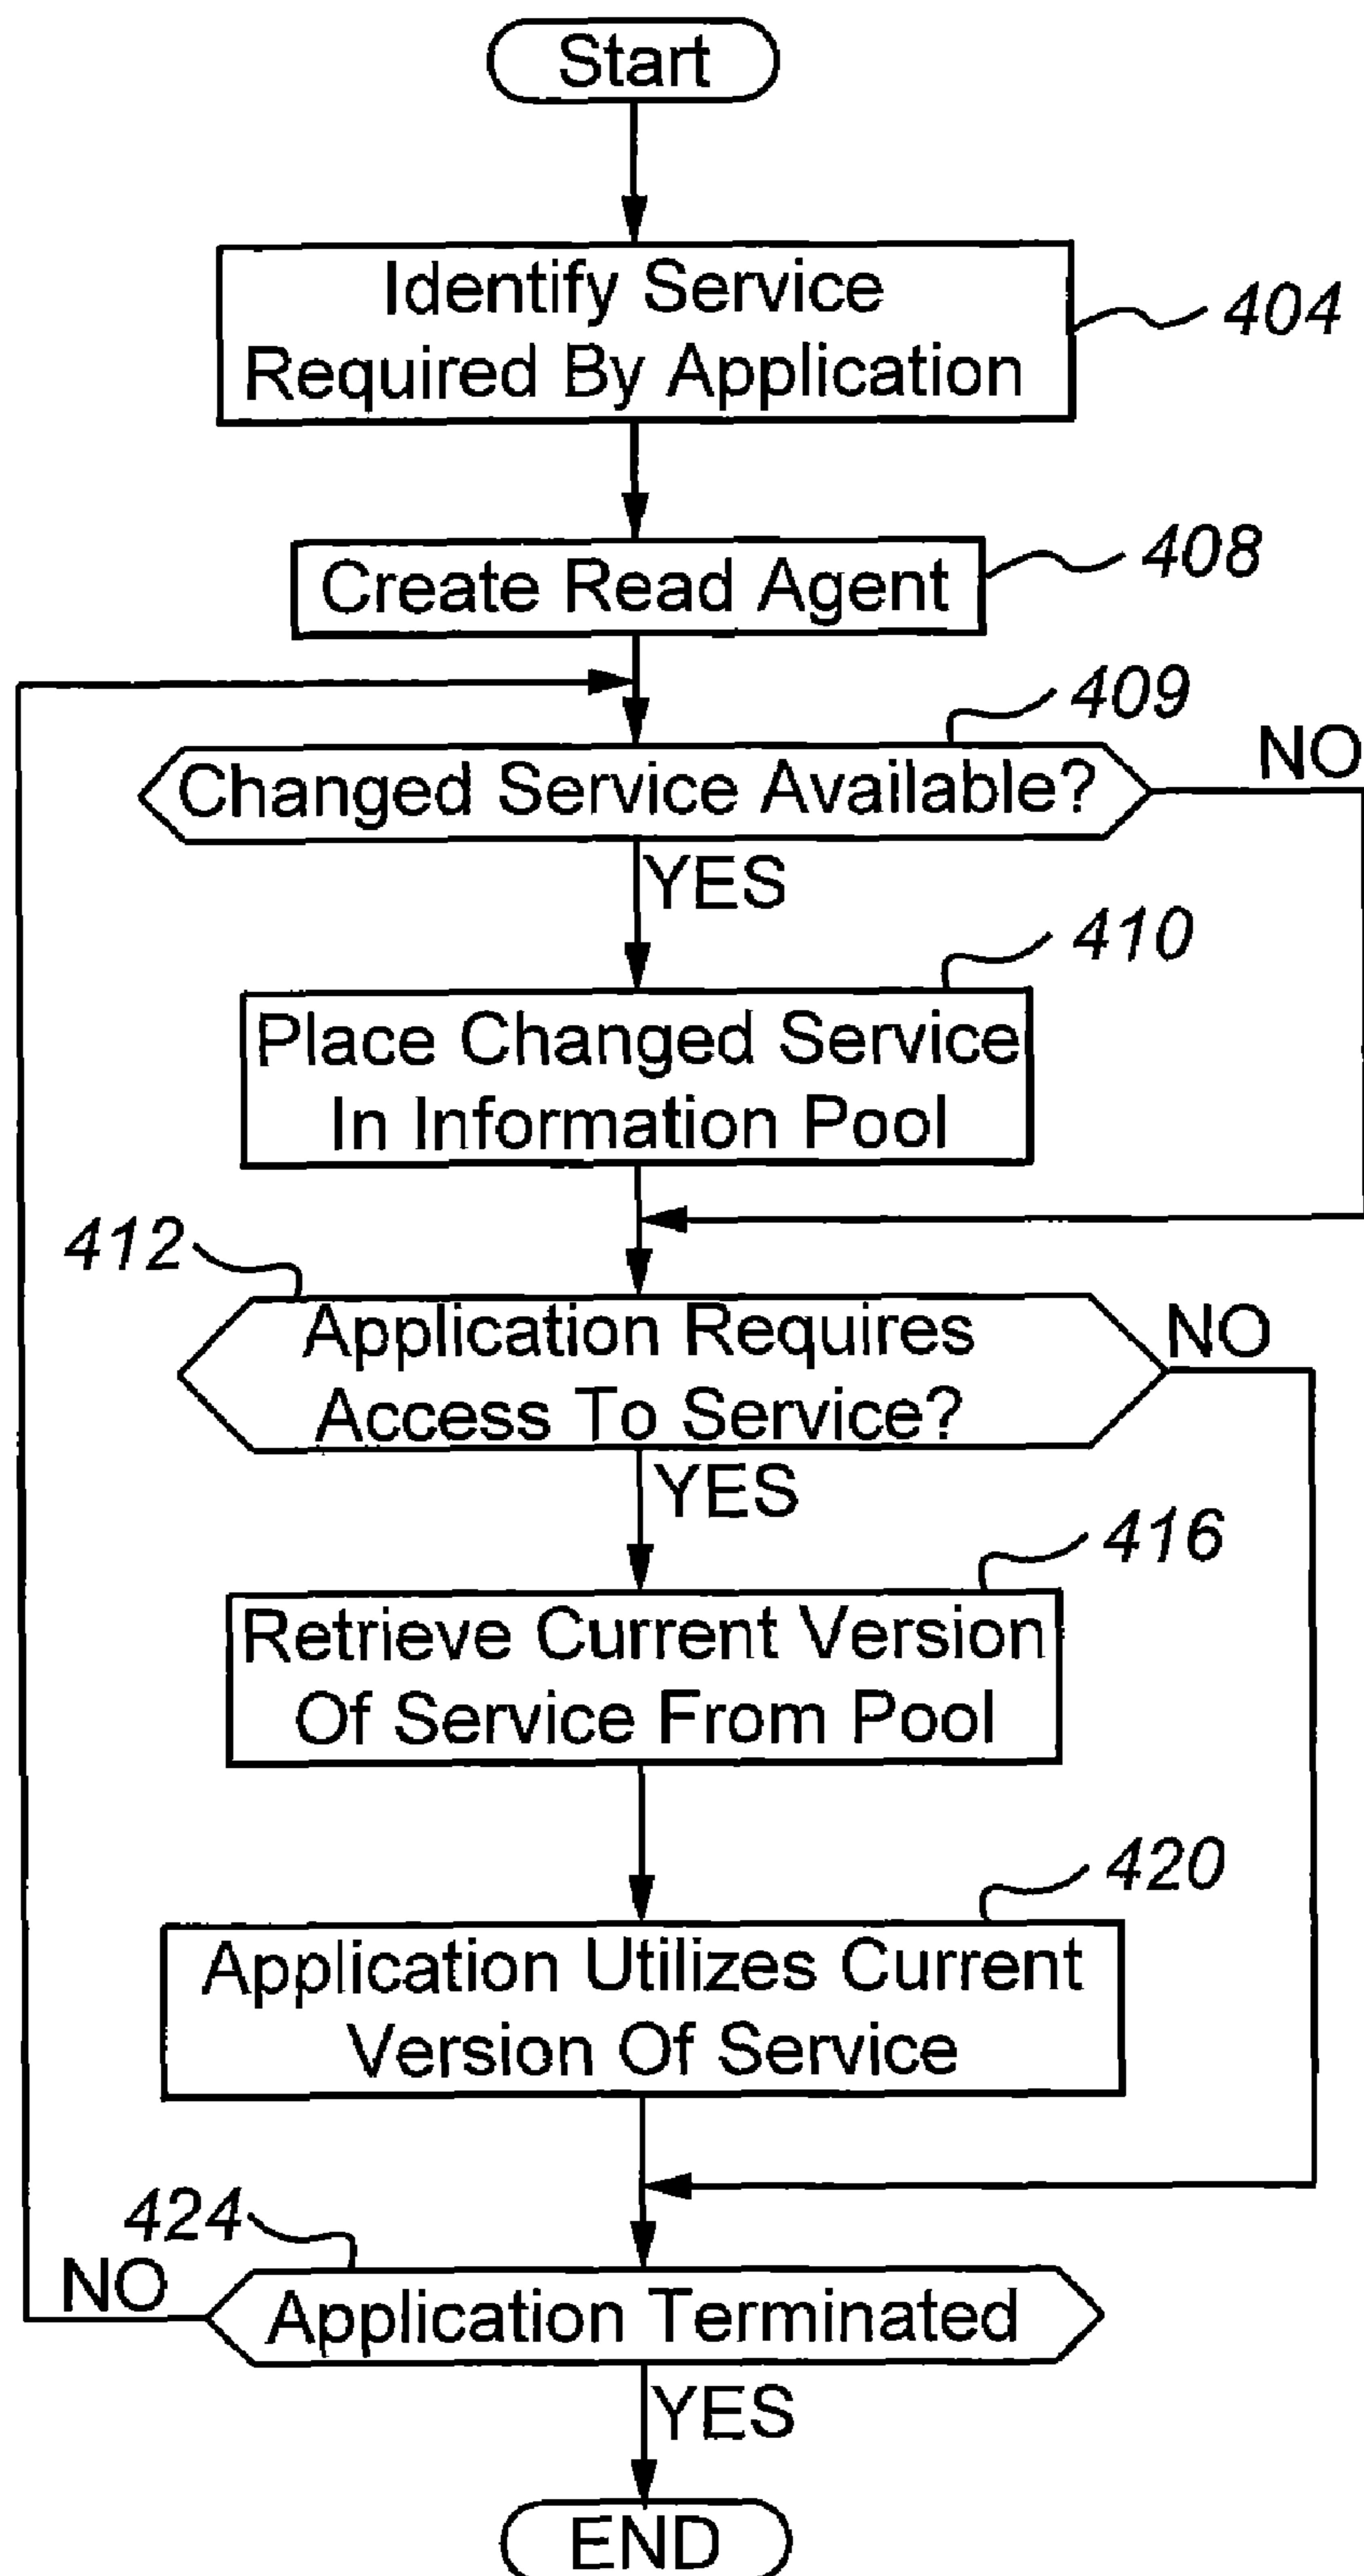 Start
Identify Service
Required By Application
404
Create Read Agent
408
409
Changed Service Available?
NO
YES
410
Place Changed Service
In Information Pool
412
Application Requires
Access To Service?
NO
YES
416
Retrieve Current Version
Of Service From Pool
420
Application Utilizes Current
Version Of Service
424
NO
Application Terminated
YES
END